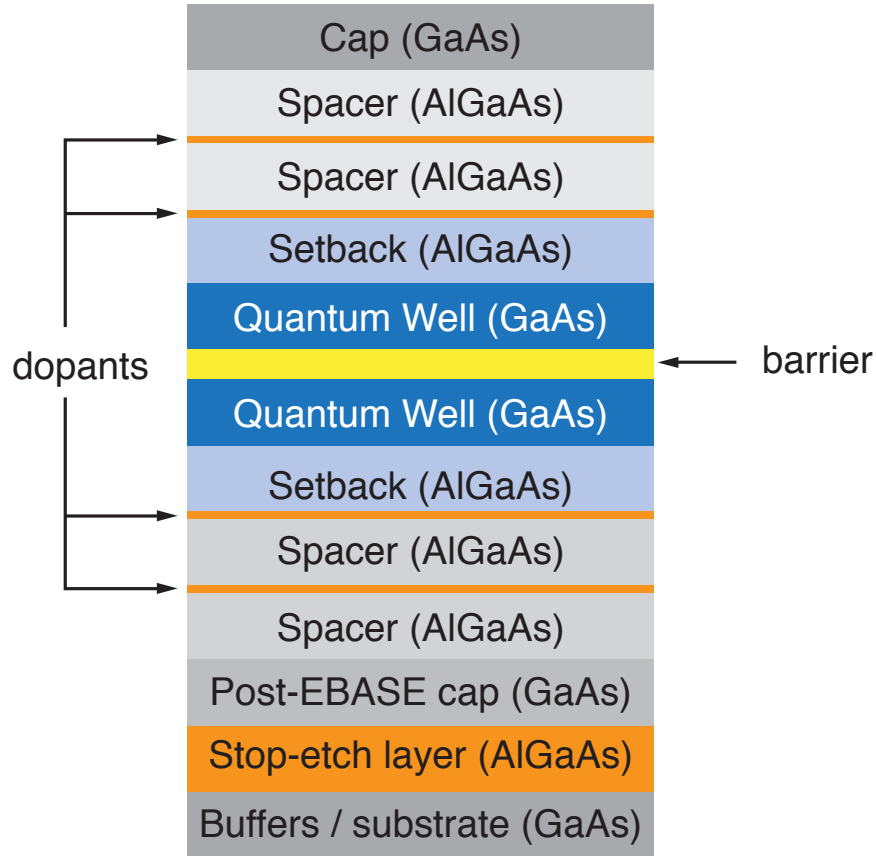 Cap (GaAs)
Spacer (AlGaAs)
Spacer (AlGaAs)
Setback (AlGaAs)
Quantum Well (GaAs)
dopants
barrier
Quantum Well (GaAs)
Setback (AlGaAs)
Spacer (AlGaAs)
Spacer (AlGaAs)
Post-EBASE cap (GaAs)
Stop-etch layer (AlGaAs)
Buffers / substrate (GaAs)